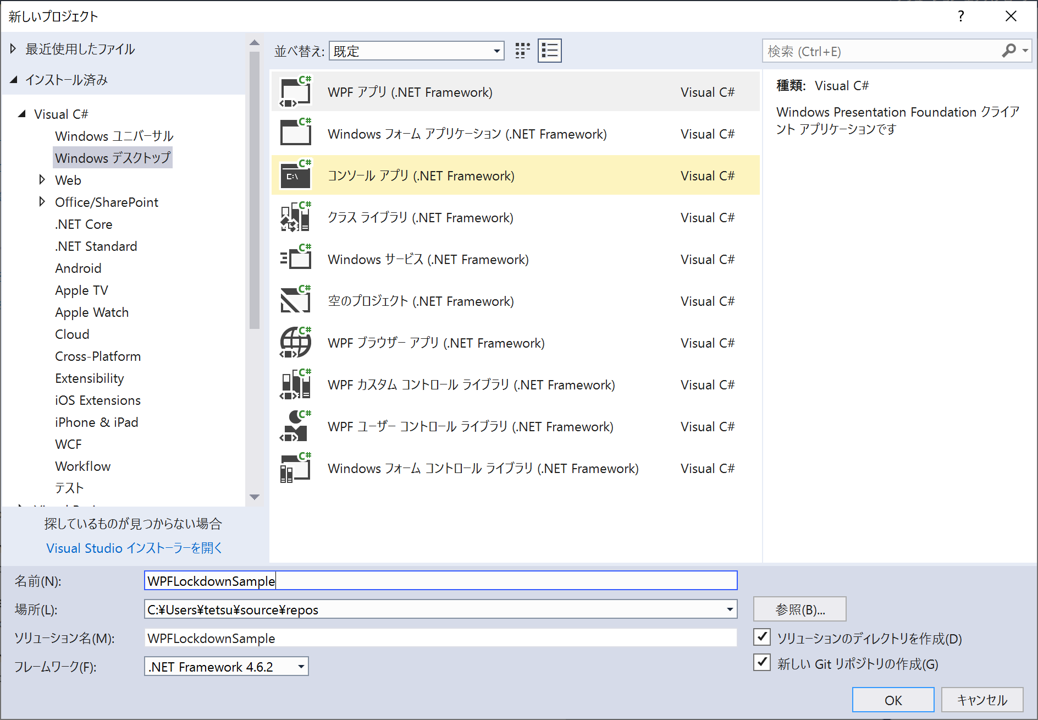 新しいプロジェクト
?
最近使用したファイル
インストール済み
Visual C#
Windows ユニバーサル
Windows デスクトップ
Web
Office/SharePoint
.NET Core
.NET Standard
Android
Apple TV
Apple Watch
Cloud
Cross-Platform
Extensibility
iOS Extensions
iPhone & iPad
WCF
Workflow
テスト
探しているものが見つからない場合
Visual Studio インストーラーを開く
並べ替え: 既定
C# WPF アプリ (.NET Framework) Visual C#
C# Windows フォーム アプリケーション (.NET Framework) Visual C#
C# C:\ コンソール アプリ (.NET Framework) Visual C#
C# クラス ライブラリ (.NET Framework) Visual C#
C# Windows サービス (.NET Framework) Visual C#
C# 空のプロジェクト (.NET Framework) Visual C#
C# WPF ブラウザー アプリ (.NET Framework) Visual C#
C# WPF カスタム コントロール ライブラリ (.NET Framework) Visual C#
C# WPF ユーザー コントロール ライブラリ (.NET Framework) Visual C#
C# Windows フォーム コントロール ライブラリ (.NET Framework) Visual C#
検索 (Ctrl+E)
種類: Visual C#
Windows Presentation Foundation クライア
ント アプリケーションです
名前(N): WPFLockdownSample
場所(L): C:¥Users¥tetsu¥source¥repos 参照(B)...
ソリューション名(M): WPFLockdownSample ソリューションのディレクトリを作成(D)
フレームワーク(F): .NET Framework 4.6.2 新しい Git リポジトリの作成(G)
OK キャンセル